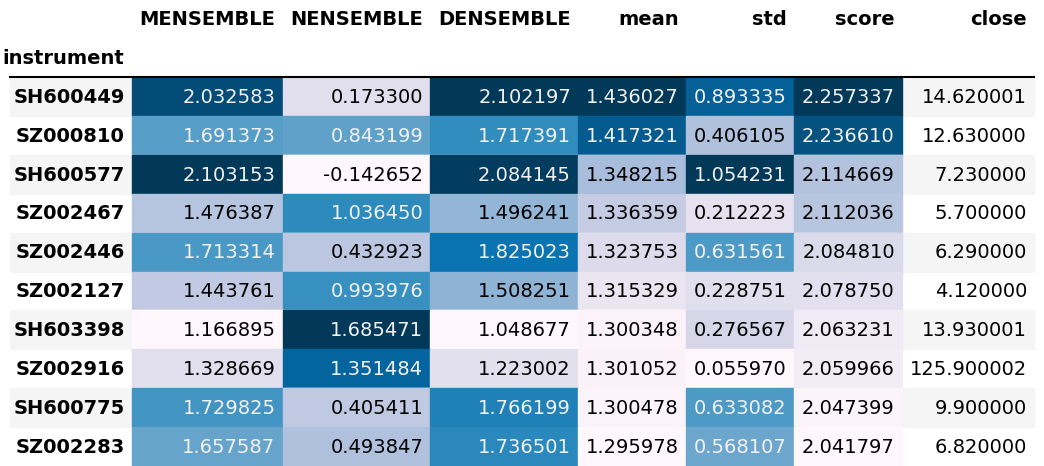 MENSEMBLE NENSEMBLE DENSEMBLE mean std score close
instrument
SH600449 2.032583 0.173300 2.102197 1.436027 0.893335 2.257337 14.620001
SZ000810 1.691373 0.843199 1.717391 1.417321 0.406105 2.236610 12.630000
SH600577 2.103153 -0.142652 2.084145 1.348215 1.054231 2.114669 7.230000
SZ002467 1.476387 1.036450 1.496241 1.336359 0.212223 2.112036 5.700000
SZ002446 1.713314 0.432923 1.825023 1.323753 0.631561 2.084810 6.290000
SZ002127 1.443761 0.993976 1.508251 1.315329 0.228751 2.078750 4.120000
SH603398 1.166895 1.685471 1.048677 1.300348 0.276567 2.063231 13.930001
SZ002916 1.328669 1.351484 1.223002 1.301052 0.055970 2.059966 125.900002
SH600775 1.729825 0.405411 1.766199 1.300478 0.633082 2.047399 9.900000
SZ002283 1.657587 0.493847 1.736501 1.295978 0.568107 2.041797 6.820000